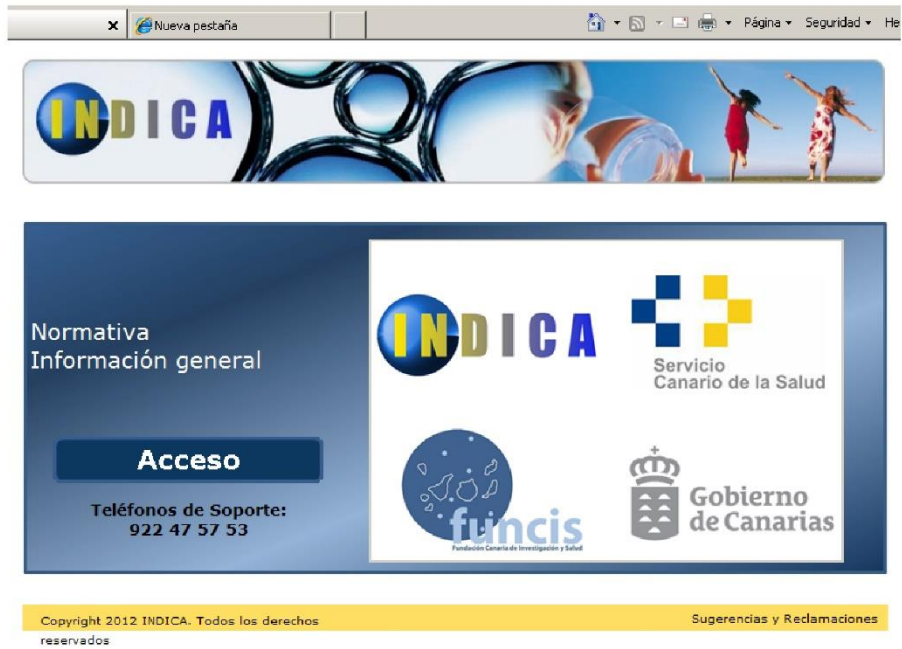 Nueva pestaña
Página
Seguridad
He
INDICA
Normativa
Información general
Acceso
Teléfonos de Soporte:
922 47 57 53
INDICA
Servicio
Canario de la Salud
funcis
Fundación Canaria de Investigación y Salud
Gobierno
de Canarias
Copyright 2012 INDICA. Todos los derechos
reservados
Sugerencias y Reclamaciones